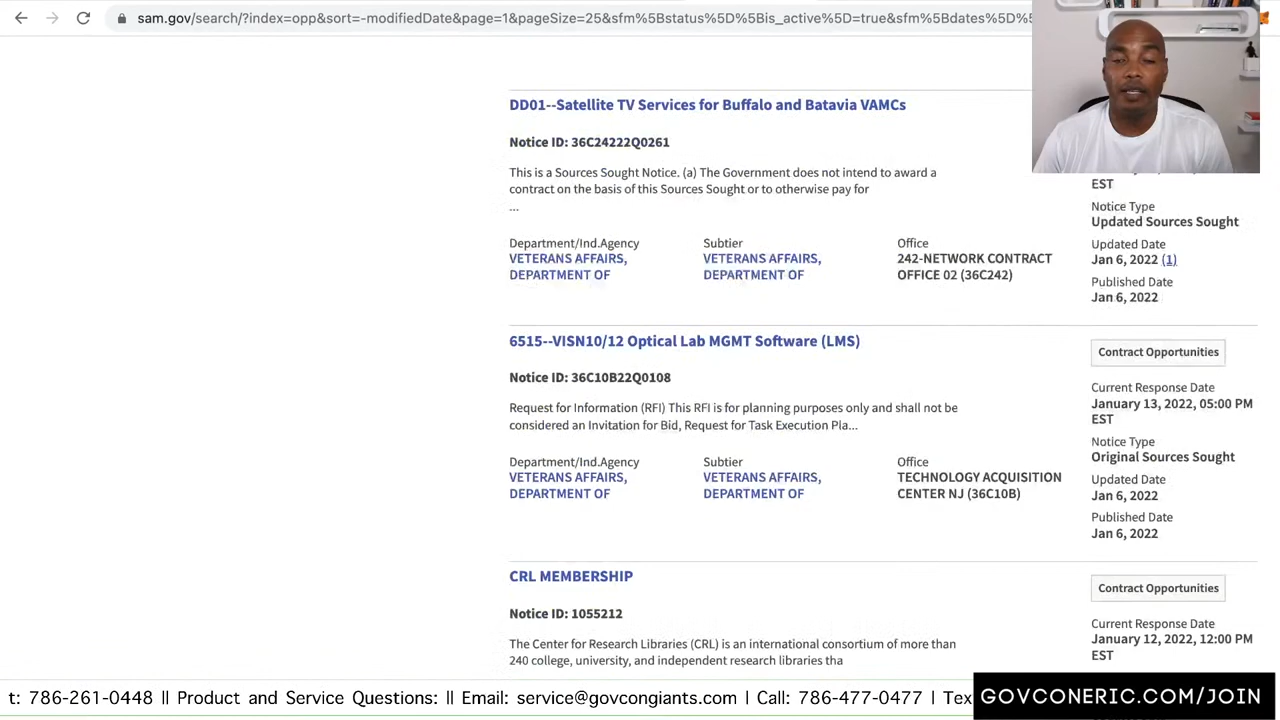 sam.gov/search/?index=opp&sort=-modifiedDate&page=1&pageSize=25&sfm%5Bstatus%5D%5Bis_active%5D=true&sfm%5Bdates%5D%5
DD01--Satellite TV Services for Buffalo and Batavia VAMCs
Notice ID: 36C24222Q0261
This is a Sources Sought Notice. (a) The Government does not intend to award a
contract on the basis of this Sources Sought or to otherwise pay for
...
Department/Ind.Agency
VETERANS AFFAIRS,
DEPARTMENT OF
Subtier
VETERANS AFFAIRS,
DEPARTMENT OF
Office
242-NETWORK CONTRACT
OFFICE 02 (36C242)
EST
Notice Type
Updated Sources Sought
Updated Date
Jan 6, 2022 (1)
Published Date
Jan 6, 2022
6515--VISN10/12 Optical Lab MGMT Software (LMS)
Notice ID: 36C10B22Q0108
Request for Information (RFI) This RFI is for planning purposes only and shall not be
considered an Invitation for Bid, Request for Task Execution Pla...
Department/Ind.Agency
VETERANS AFFAIRS,
DEPARTMENT OF
Subtier
VETERANS AFFAIRS,
DEPARTMENT OF
Office
TECHNOLOGY ACQUISITION
CENTER NJ (36C10B)
Contract Opportunities
Current Response Date
January 13, 2022, 05:00 PM
EST
Notice Type
Original Sources Sought
Updated Date
Jan 6, 2022
Published Date
Jan 6, 2022
CRL MEMBERSHIP
Notice ID: 1055212
The Center for Research Libraries (CRL) is an international consortium of more than
240 college, university, and independent research libraries tha
Contract Opportunities
Current Response Date
January 12, 2022, 12:00 PM
EST
t: 786-261-0448 || Product and Service Questions: || Email: service@govcongiants.com | Call: 786-477-0477 | Tex
GOVCONERIC.COM/JOIN